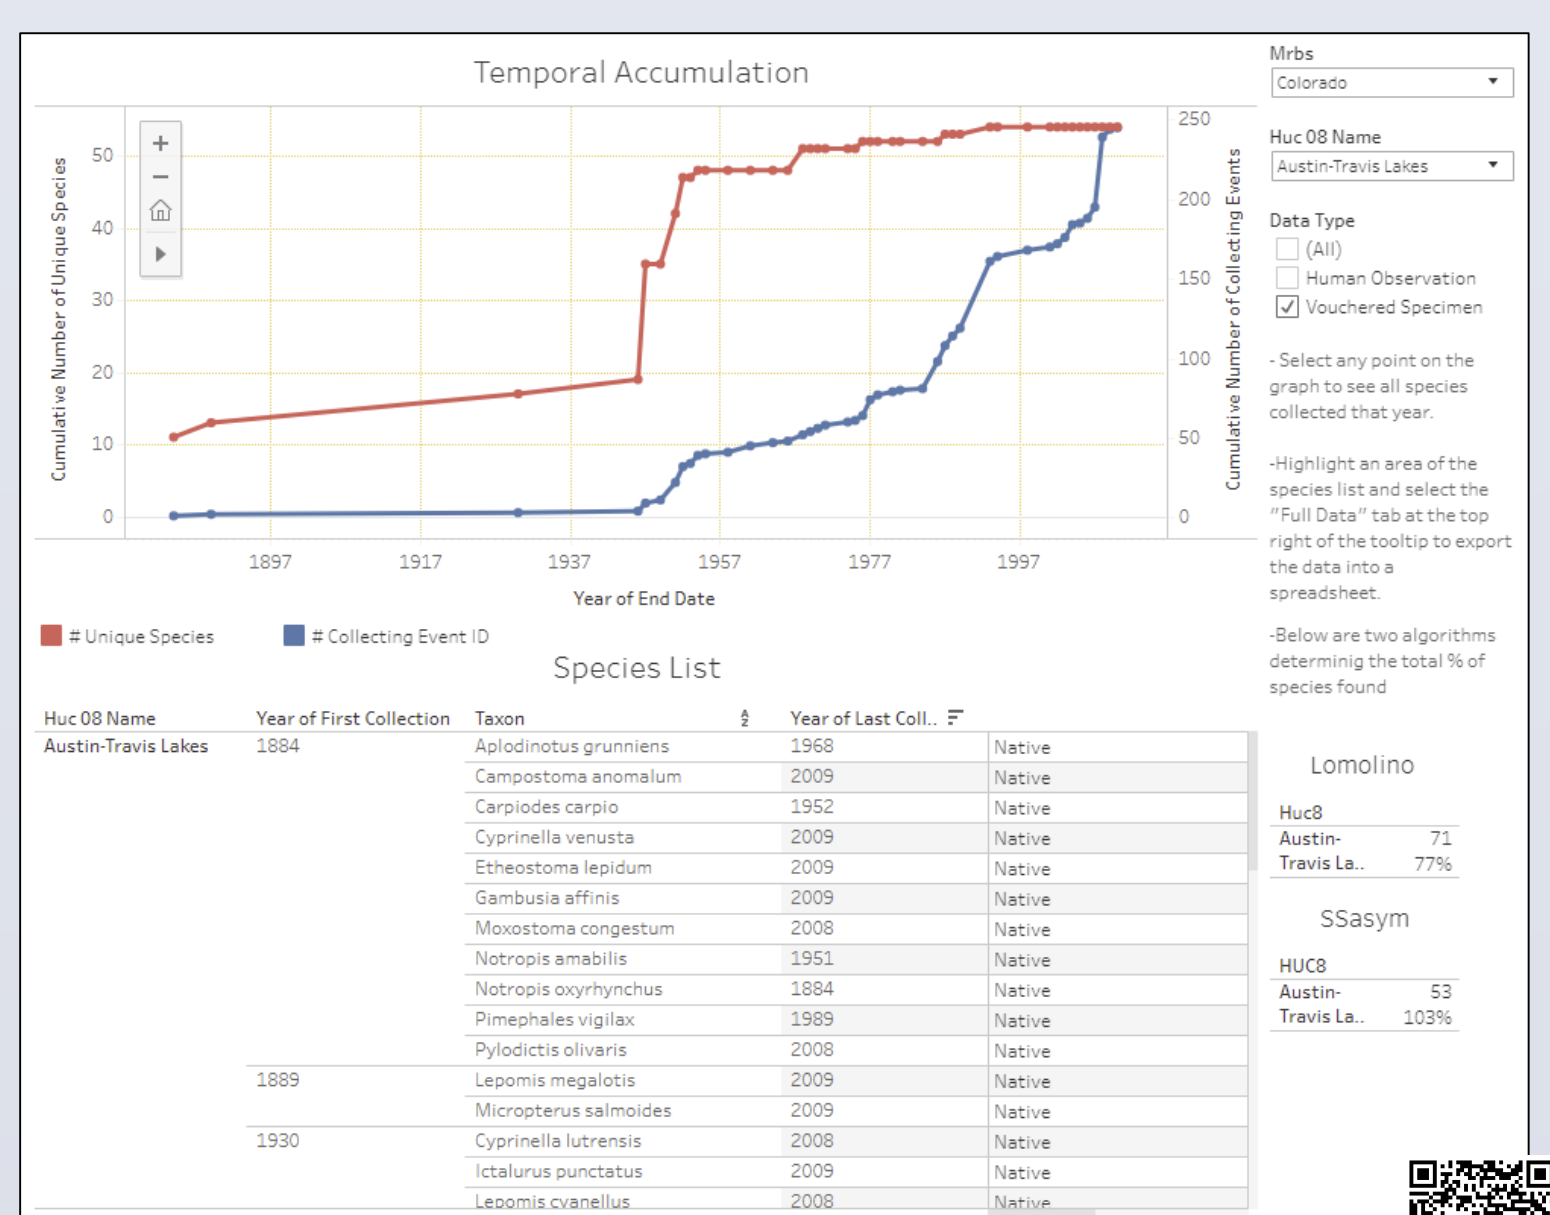 Temporal Accumulation
Mrbs
Colorado
Huc 08 Name
Austin-Travis Lakes
Data Type
(All)
Human Observation
Vouchered Specimen
- Select any point on the
graph to see all species
collected that year.
-Highlight an area of the
species list and select the
"Full Data" tab at the top
right of the tooltip to export
the data into a
spreadsheet.
-Below are two algorithms
determinig the total % of
species found
Cumulative Number of Unique Species
50
40
30
20
10
0
Cumulative Number of Collecting Events
250
200
150
100
50
0
1897 1917 1937 1957 1977 1997
Year of End Date
# Unique Species # Collecting Event ID
Species List
Huc 08 Name Year of First Collection Taxon Year of Last Coll..
Austin-Travis Lakes 1884 Aplodinotus grunniens 1968 Native
Campostoma anomalum 2009 Native
Carpiodes carpio 1952 Native
Cyprinella venusta 2009 Native
Etheostoma lepidum 2009 Native
Gambusia affinis 2009 Native
Moxostoma congestum 2008 Native
Notropis amabilis 1951 Native
Notropis oxyrhynchus 1884 Native
Pimephales vigilax 1989 Native
Pylodictis olivaris 2008 Native
1889 Lepomis megalotis 2009 Native
Micropterus salmoides 2009 Native
1930 Cyprinella lutrensis 2008 Native
Ictalurus punctatus 2009 Native
Lepomis cyanellus 2008 Native
Lomolino
Huc8
Austin- 71
Travis La.. 77%
SSasym
HUC8
Austin- 53
Travis La.. 103%